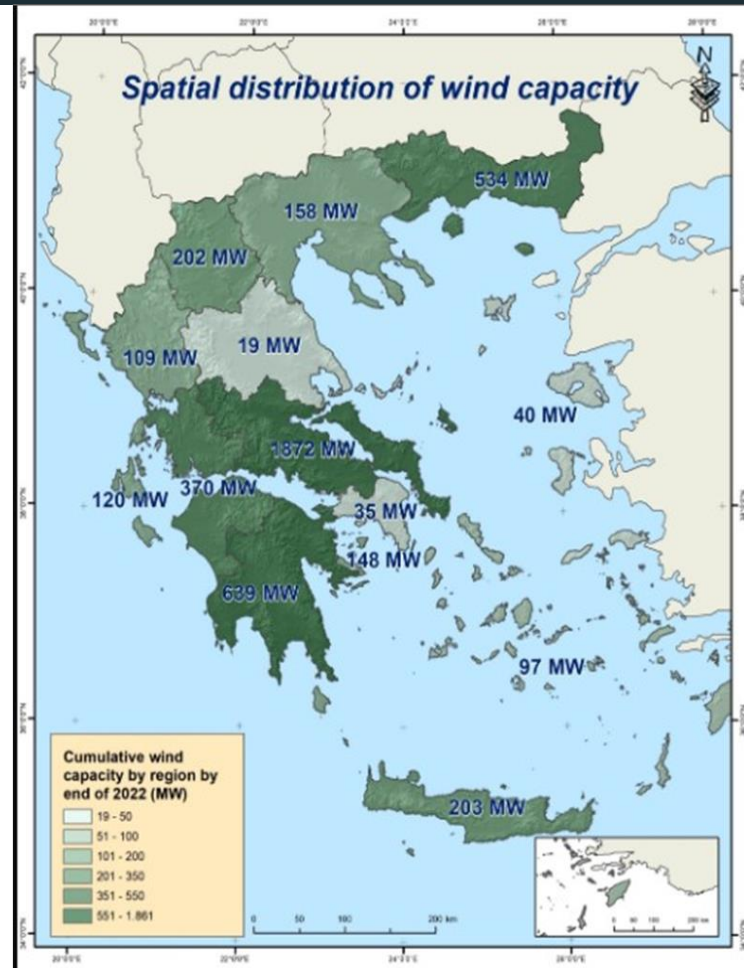 Spatial distribution of wind capacity
N
534 MW
158 MW
202 MW
19 MW
109 MW
40 MW
1872 MW
370 MW
120 MW
35 MW
148 MW
639 MW
97 MW
203 MW
Cumulative wind
capacity by region by
end of 2022 (MW)
19 - 50
51 - 100
101 - 200
201 - 350
351 - 550
551 - 1.861
0 50 100 200 km